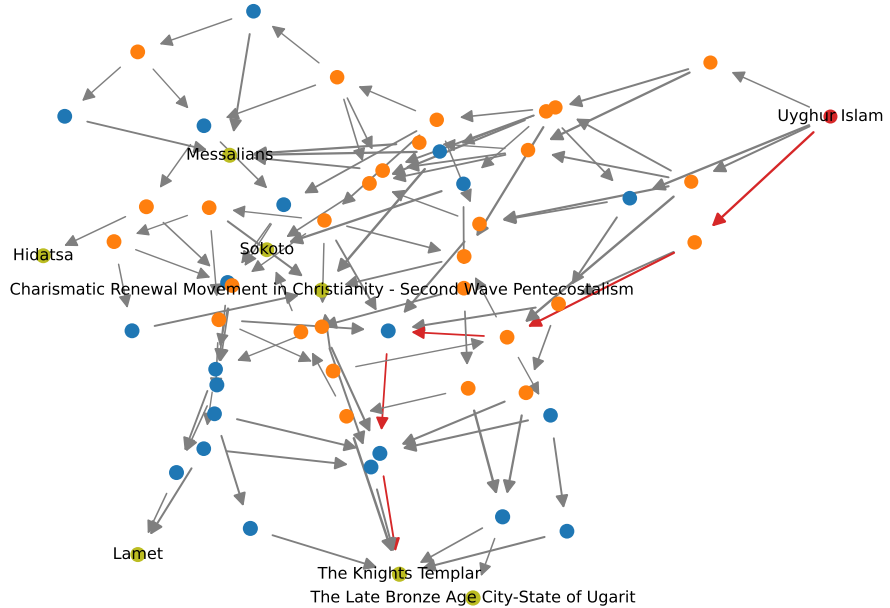 Uyghur Islam
Messalians
Hidatsa
Sokoto
Charismatic Renewal Movement in Christianity - Second Wave Pentecostalism
Lamet
The Knights Templar
The Late Bronze Age City-State of Ugarit